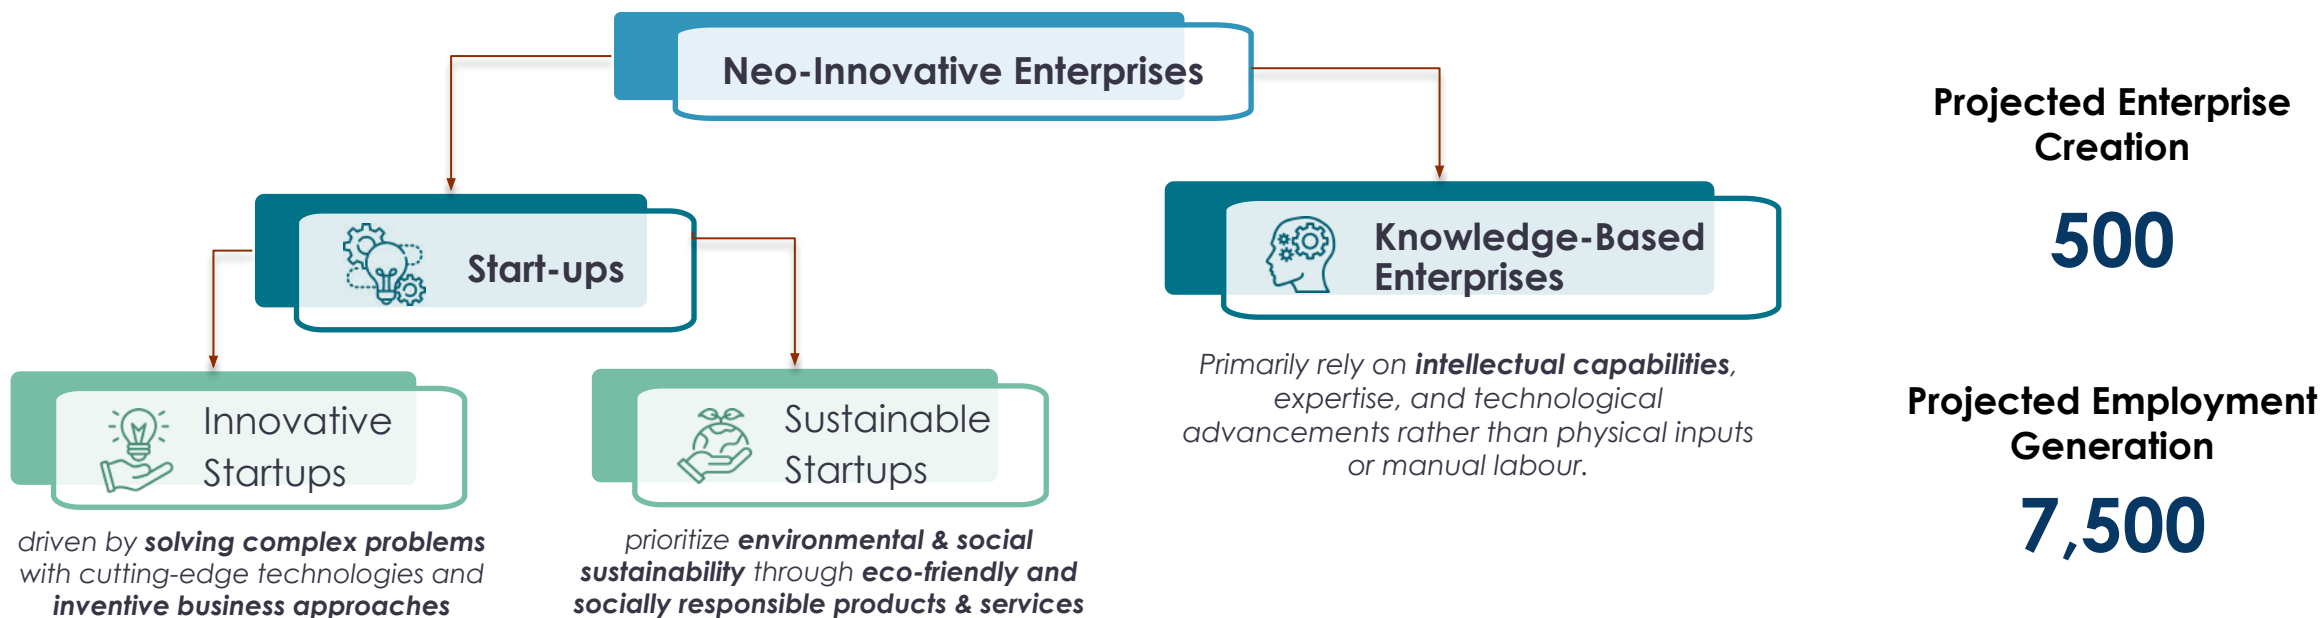 Neo-Innovative Enterprises
Start-ups
Innovative
Startups
driven by solving complex problems
with cutting-edge technologies and
inventive business approaches
Sustainable
Startups
prioritize environmental & social
sustainability through eco-friendly and
socially responsible products & services
Knowledge-Based
Enterprises
Primarily rely on intellectual capabilities,
expertise, and technological
advancements rather than physical inputs
or manual labour.
Projected Enterprise
Creation
500
Projected Employment
Generation
7,500